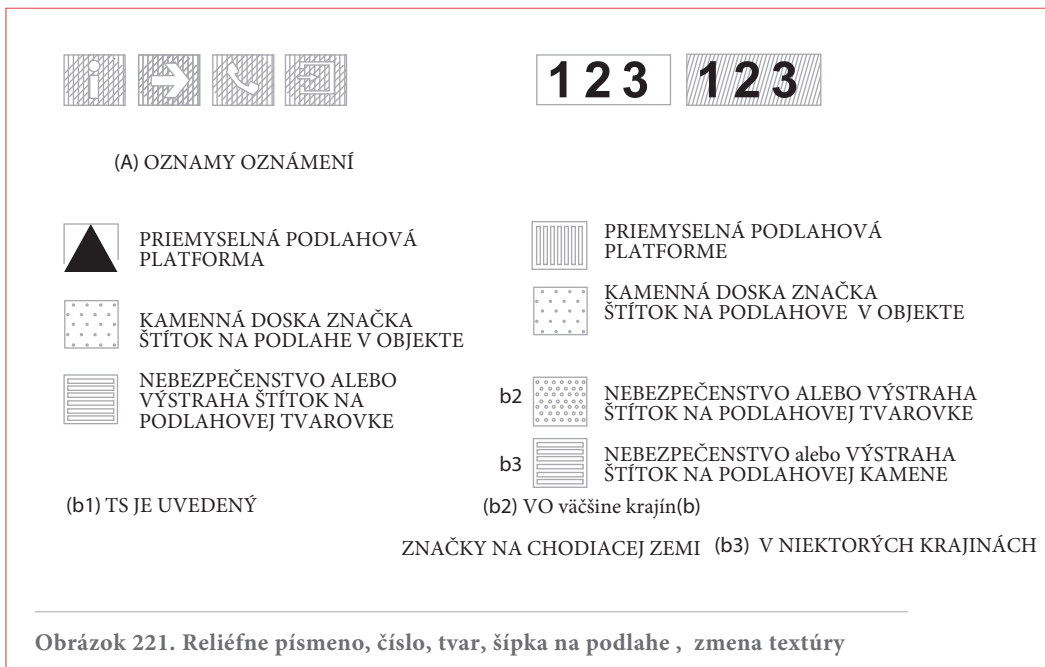 123 123
(A) OZNAMY OZNÁMENÍ
PRIEMYSELNÁ PODLAHOVÁ
PLATFORMA
KAMENNÁ DOSKA ZNAČKA
ŠTÍTOK NA PODLAHE V OBJEKTE
NEBEZPEČENSTVO ALEBO
VÝSTRAHA ŠTÍTOK NA
PODLAHOVEJ TVAROVKE
(b1) TS JE UVEDENÝ
PRIEMYSELNÁ PODLAHOVÁ
PLATFORME
KAMENNÁ DOSKA ZNAČKA
ŠTÍTOK NA PODLAHOVE V OBJEKTE
b2 NEBEZPEČENSTVO ALEBO VÝSTRAHA
ŠTÍTOK NA PODLAHOVEJ TVAROVKE
b3 NEBEZPEČENSTVO alebo VÝSTRAHA
ŠTÍTOK NA PODLAHOVEJ KAMENE
(b2) VO väčšine krajín(b)
ZNAČKY NA CHODIACEJ ZEMI (b3) V NIEKTORÝCH KRAJINÁCH
Obrázok 221. Reliéfne písmeno, číslo, tvar, šípka na podlahe , zmena textúry